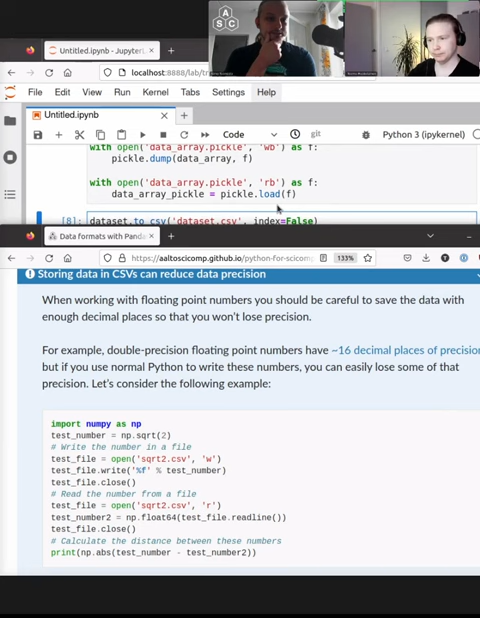 A
S C
Untitled.ipynb - JupyterL
localhost:8888/lab/tr
File Edit View Run Kernel Tabs Settings Help
Untitled.ipynb
Code
git
Python 3 (ipykernel)
with open('data_array.pickle', 'wb') as f:
pickle.dump(data_array, f)
with open('data_array.pickle', 'rb') as f:
data_array_pickle = pickle.load(f)
[8]: dataset.to_csv('dataset.csv', index=False)
Data formats with Panda
https://aaltoscicomp.github.io/python-for-scicomp
133%
Storing data in CSVs can reduce data precision
When working with floating point numbers you should be careful to save the data with
enough decimal places so that you won't lose precision.
For example, double-precision floating point numbers have ~16 decimal places of precision
but if you use normal Python to write these numbers, you can easily lose some of that
precision. Let's consider the following example:
import numpy as np
test_number = np.sqrt(2)
# Write the number in a file
test_file = open('sqrt2.csv', 'w')
test_file.write('%f' % test_number)
test_file.close()
# Read the number from a file
test_file = open('sqrt2.csv', 'r')
test_number2 = np.float64(test_file.readline())
test_file.close()
# Calculate the distance between these numbers
print(np.abs(test_number - test_number2))